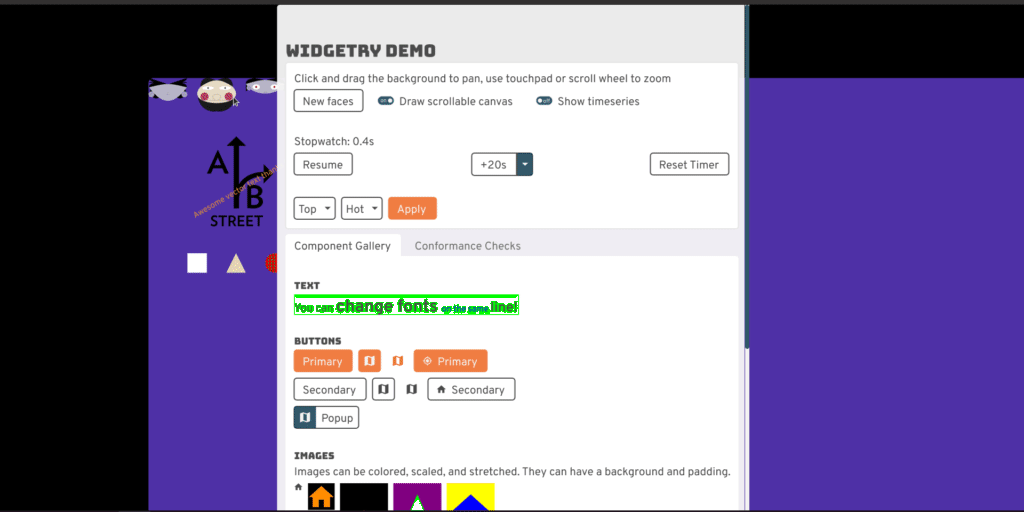 WIDGETRY DEMO
Click and drag the background to pan, use touchpad or scroll wheel to zoom
New faces
on
Draw scrollable canvas
off
Show timeseries
Stopwatch: 0.4s
Resume
+20s
Reset Timer
Top
Hot
Apply
A
B
STREET
Awesome vector text thanks
Component Gallery
Conformance Checks
TEXT
You can change fonts on the same line!
BUTTONS
Primary
Primary
Secondary
Secondary
Popup
IMAGES
Images can be colored, scaled, and stretched. They can have a background and padding.